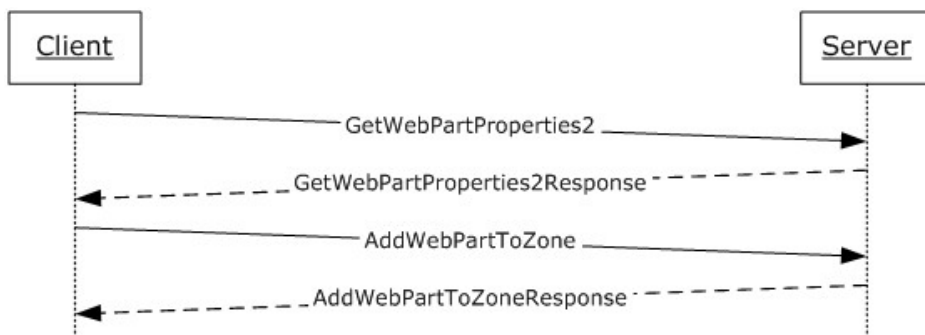 Client
Server
GetWebPartProperties2
GetWebPartProperties2Response
AddWebPartToZone
AddWebPartToZoneResponse